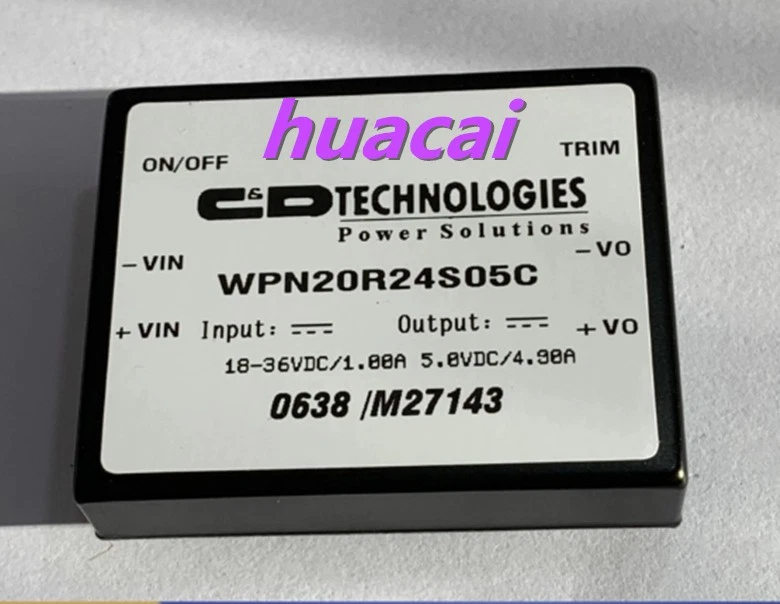 huacai
ON/OFF
TRIM
C&D TECHNOLOGIES
Power Solutions
-VIN
-VO
WPN20R24S05C
+VIN
Input:
Output:
+VO
18-36VDC/1.00A 5.0VDC/4.90A
0638 /M27143